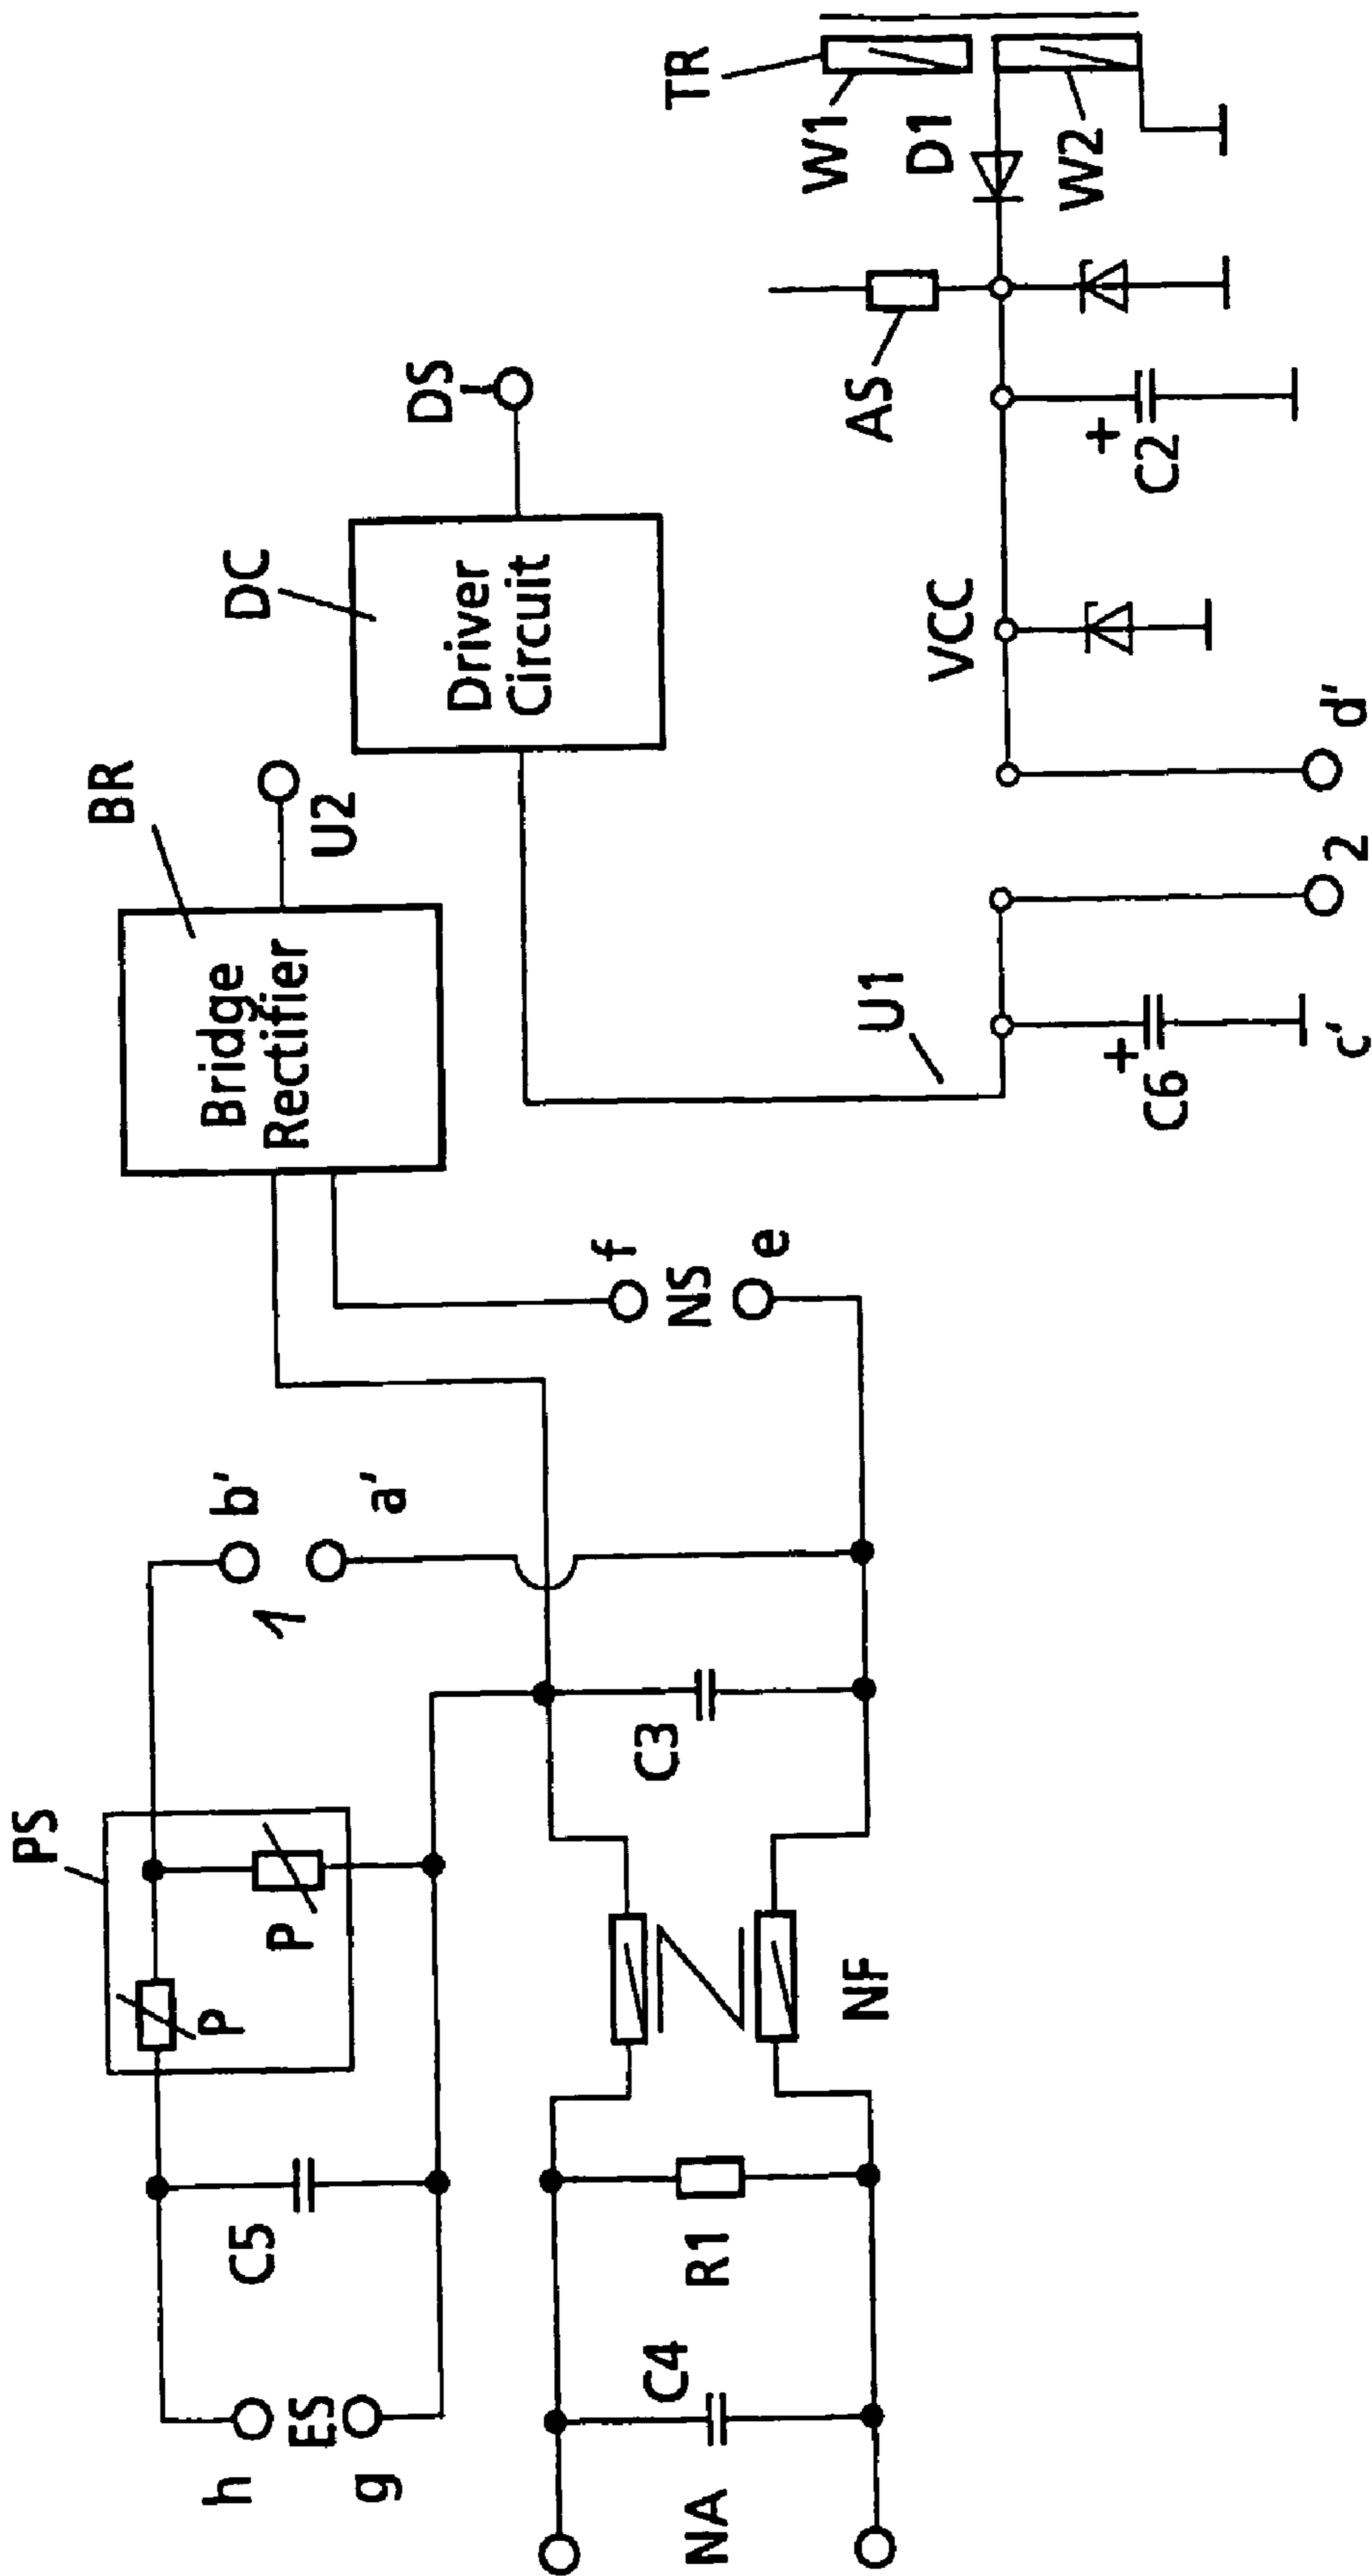 PS
BR
DC
DS
TR
h
ES
g
C5
P
P
b'
1
a'
Bridge
Rectifier
U2
Driver
Circuit
NA
C4
R1
NF
C3
f
NS
e
U1
VCC
AS
W1
D1
W2
C6
+
c'
2
d'
+
C2